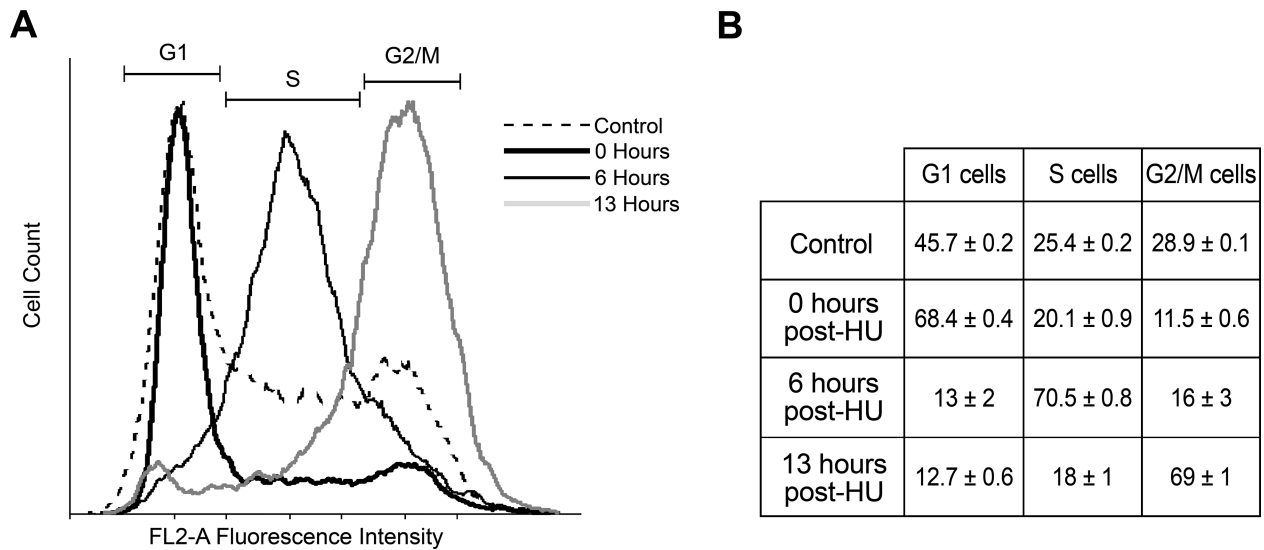 A
G1
S
G2/M
Control
0 Hours
6 Hours
13 Hours
Cell Count
FL2-A Fluorescence Intensity
B
G1 cells S cells G2/M cells
Control 45.7 ± 0.2 25.4 ± 0.2 28.9 ± 0.1
0 hours
post-HU 68.4 ± 0.4 20.1 ± 0.9 11.5 ± 0.6
6 hours
post-HU 13 ± 2 70.5 ± 0.8 16 ± 3
13 hours
post-HU 12.7 ± 0.6 18 ± 1 69 ± 1